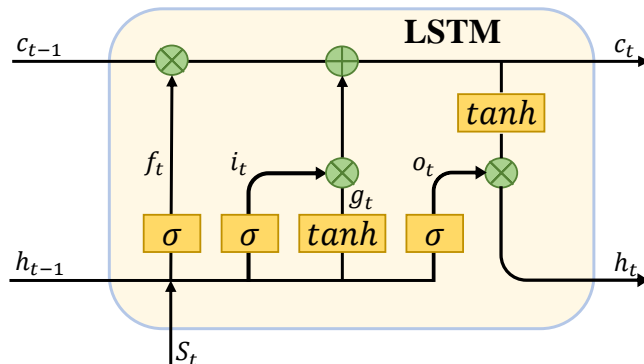 LSTM
c_{t−1}
c_t
tanh
f_t
i_t
o_t
g_t
σ
σ
tanh
σ
h_{t−1}
h_t
S_t